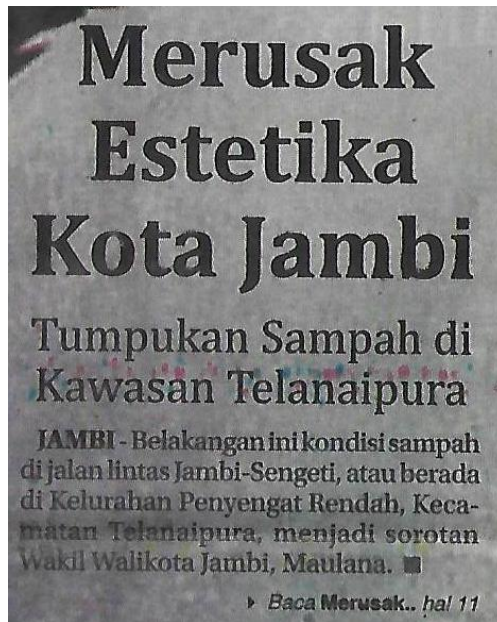 Merusak
Estetika
Kota Jambi
Tumpukan Sampah di
Kawasan Telanaipura
JAMBI - Belakangan ini kondisi sampah
di jalan lintas Jambi-Sengeti, atau berada
di Kelurahan Penyengat Rendah, Keca-
matan Telanaipura, menjadi sorotan
Wakil Walikota Jambi, Maulana. ■
▸ Baca Merusak.. hal 11